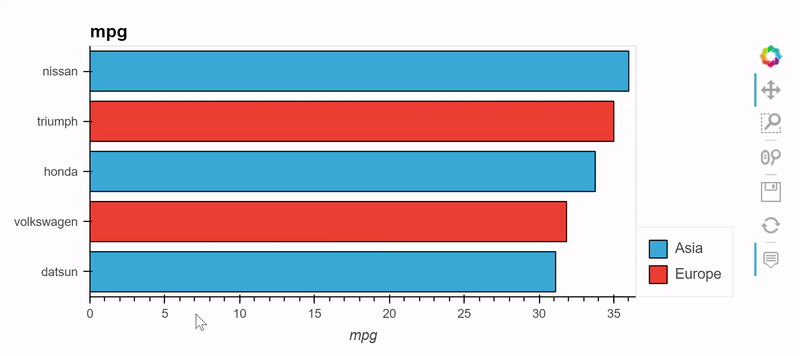 mpg
nissan
triumph
honda
volkswagen
datsun
0 5 10 15 20 25 30 35
mpg
Asia
Europe